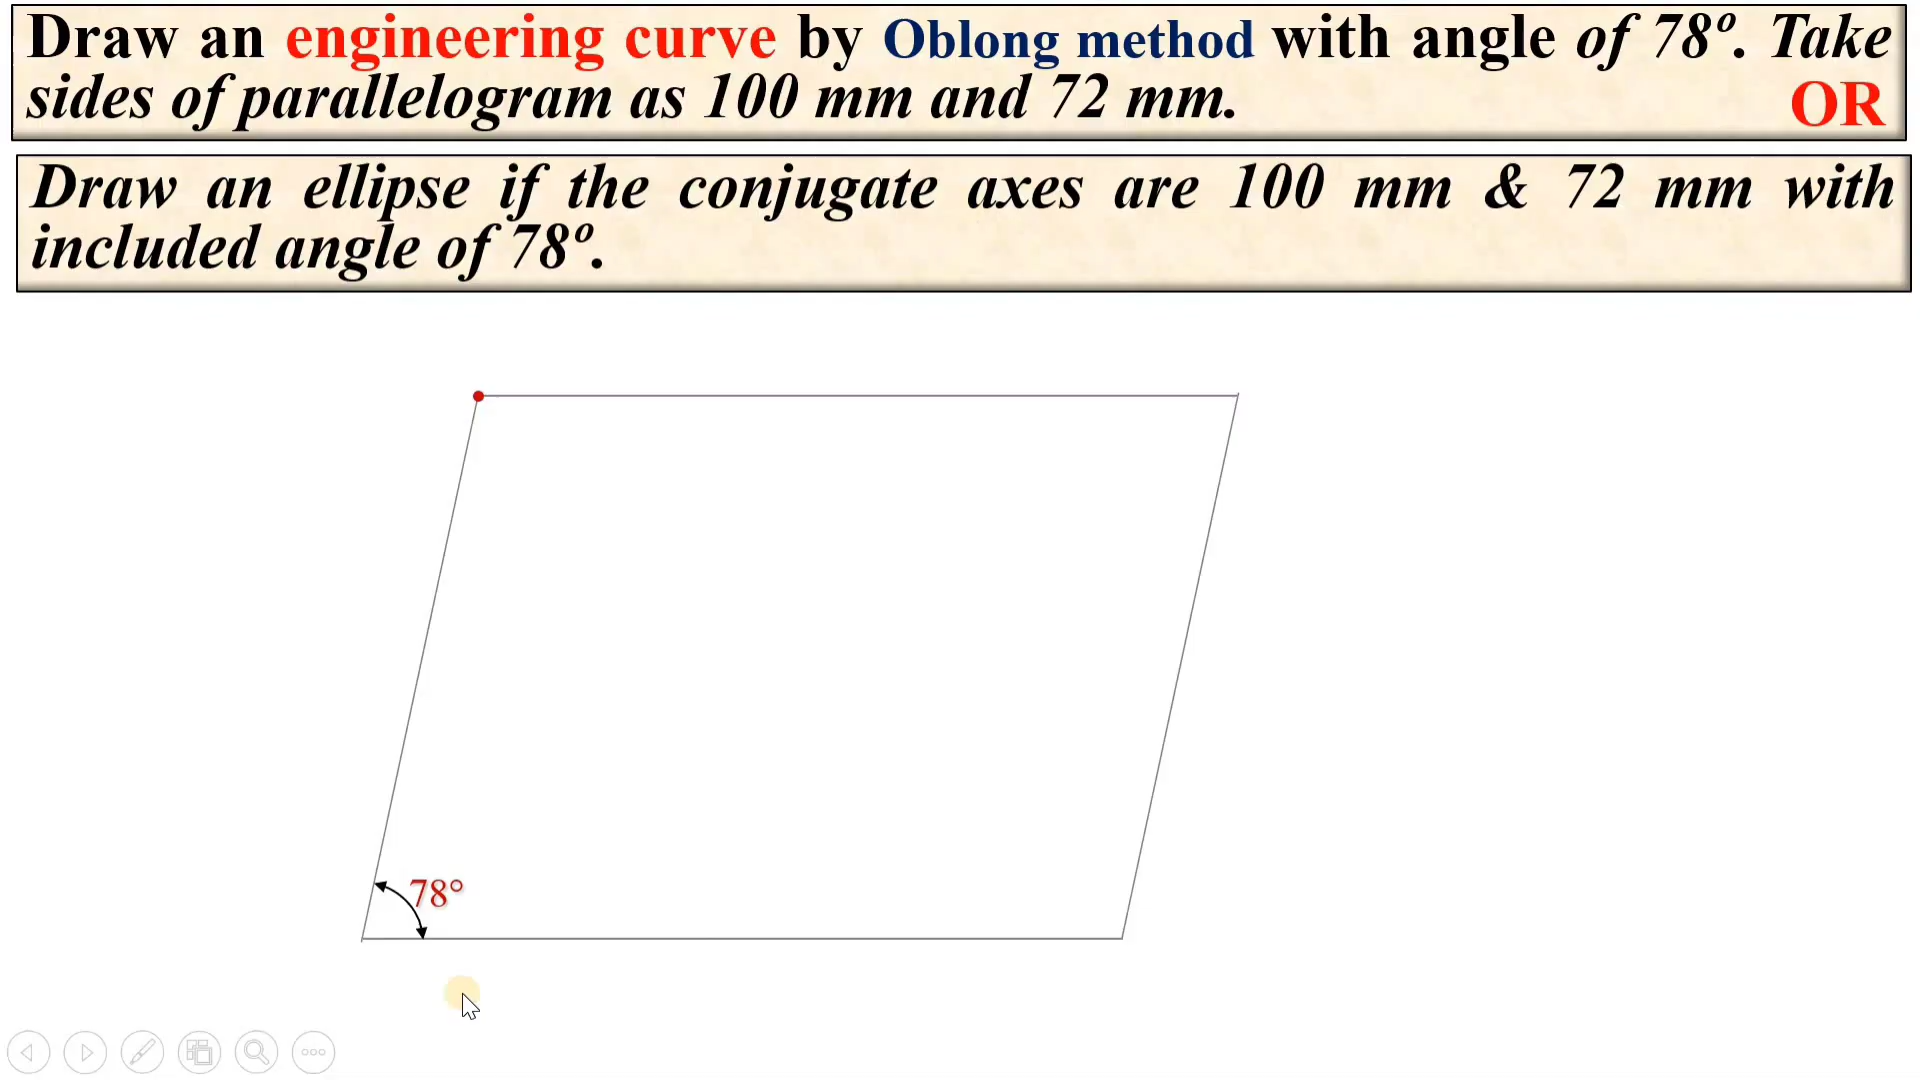 Draw an engineering curve by Oblong method with angle of 78º. Take
sides of parallelogram as 100 mm and 72 mm. OR
Draw an ellipse if the conjugate axes are 100 mm & 72 mm with
included angle of 78º.
78°